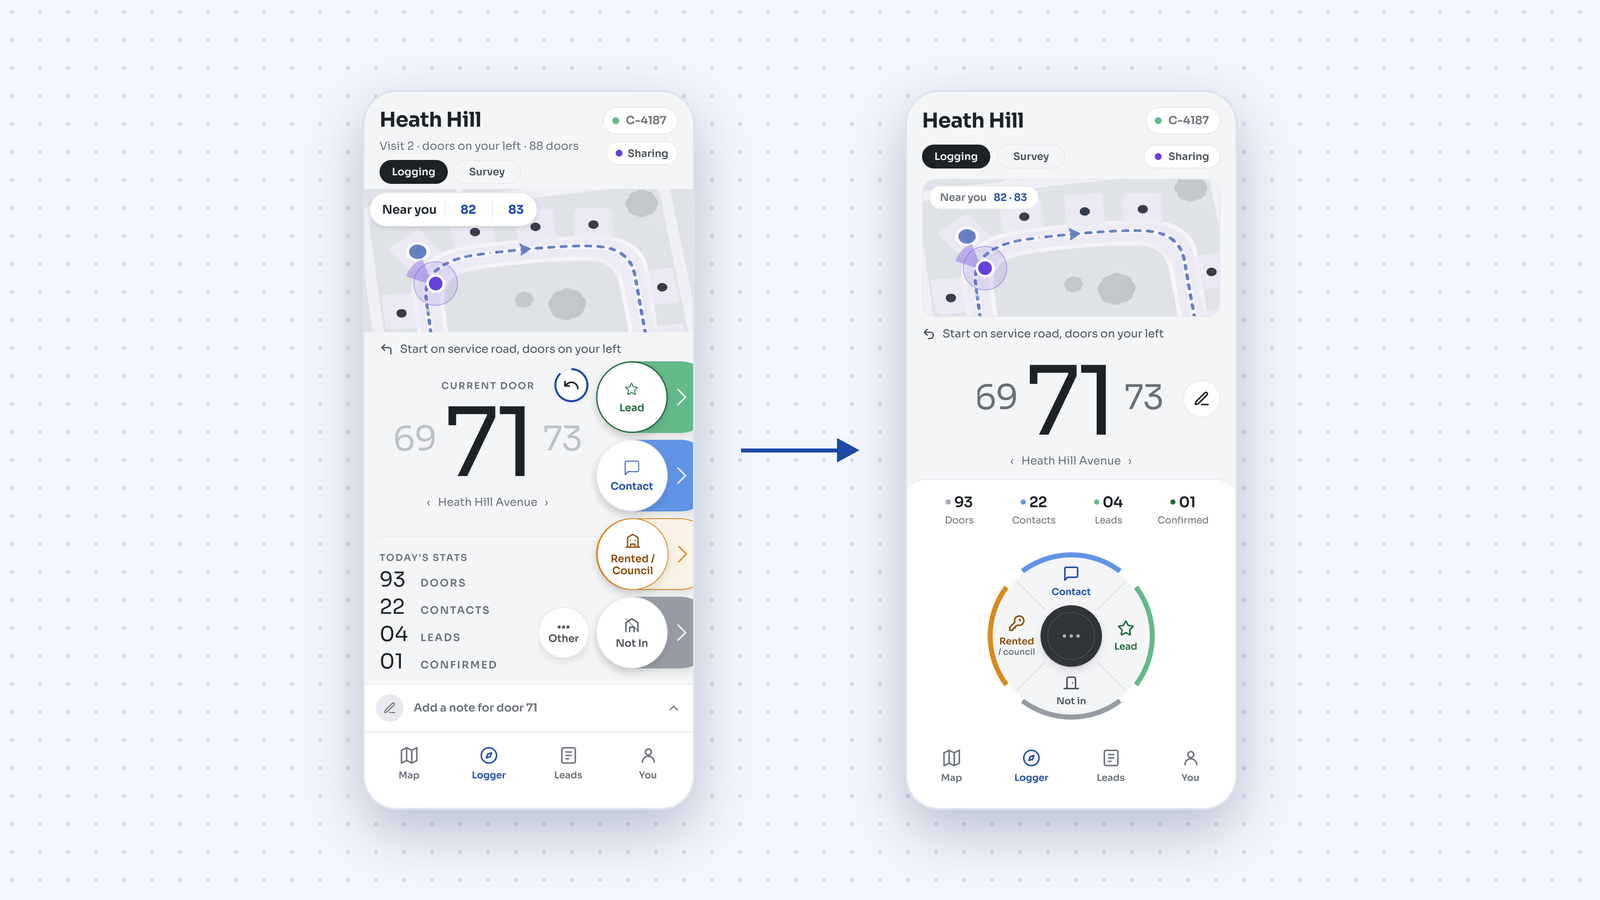 Heath Hill
C-4187
Visit 2 · doors on your left · 88 doors
Sharing
Logging
Survey
Near you 82 83
Start on service road, doors on your left
CURRENT DOOR
69 71 73
‹ Heath Hill Avenue ›
Lead
Contact
Rented /
Council
Not In
Other
TODAY'S STATS
93 DOORS
22 CONTACTS
04 LEADS
01 CONFIRMED
Add a note for door 71
Map
Logger
Leads
You
Heath Hill
C-4187
Logging
Survey
Sharing
Near you 82 · 83
Start on service road, doors on your left
69 71 73
‹ Heath Hill Avenue ›
93
Doors
22
Contacts
04
Leads
01
Confirmed
Contact
Rented
/ council
Lead
Not in
Map
Logger
Leads
You